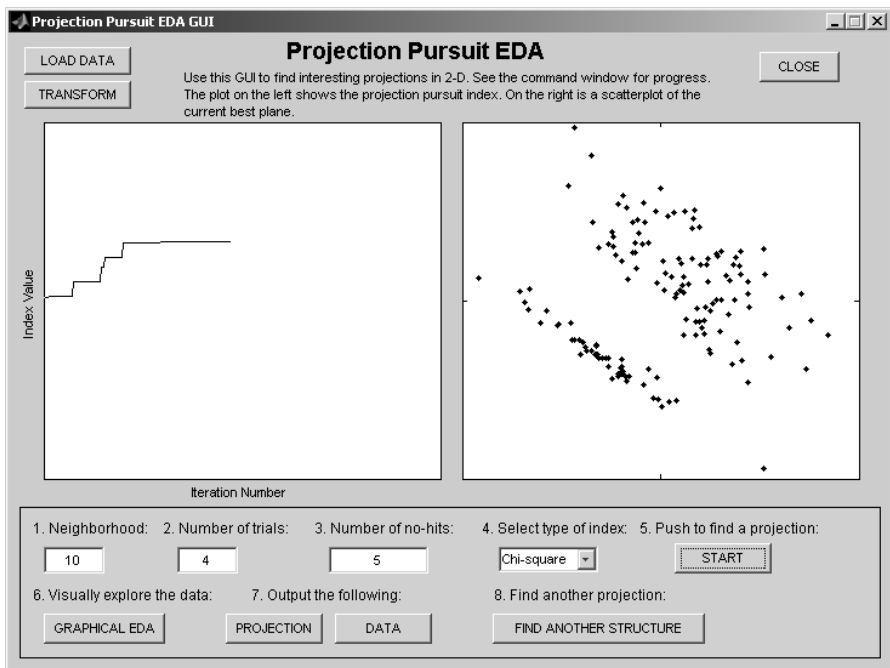 Projection Pursuit EDA GUI
LOAD DATA
TRANSFORM
Projection Pursuit EDA
Use this GUI to find interesting projections in 2-D. See the command window for progress.
The plot on the left shows the projection pursuit index. On the right is a scatterplot of the
current best plane.
CLOSE
Index Value
Iteration Number
1. Neighborhood: 2. Number of trials: 3. Number of no-hits: 4. Select type of index: 5. Push to find a projection:
10 4 5 Chi-square START
6. Visually explore the data: 7. Output the following: 8. Find another projection:
GRAPHICAL EDA PROJECTION DATA FIND ANOTHER STRUCTURE